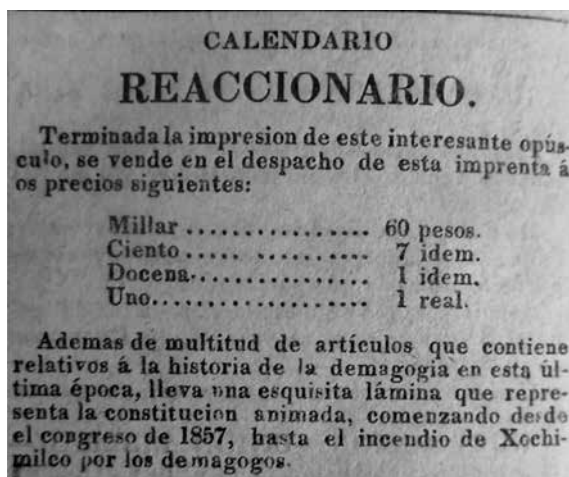 CALENDARIO
REACCIONARIO.
Terminada la impresion de este interesante opús-
culo, se vende en el despacho de esta imprenta á
os precios siguientes:
Millar ................ 60 pesos.
Ciento ..... .......... 7 idem.
Docena................. 1 idem.
Uno.................... 1 real.
Ademas de multitud de artículos que contiene
relativos á la historia de la demagogia en esta úl-
tima época, lleva una esquisita lámina que repre-
senta la constitucion animada, comenzando desde
el congreso de 1857, hasta el incendio de Xochi-
milco por los demagogos.